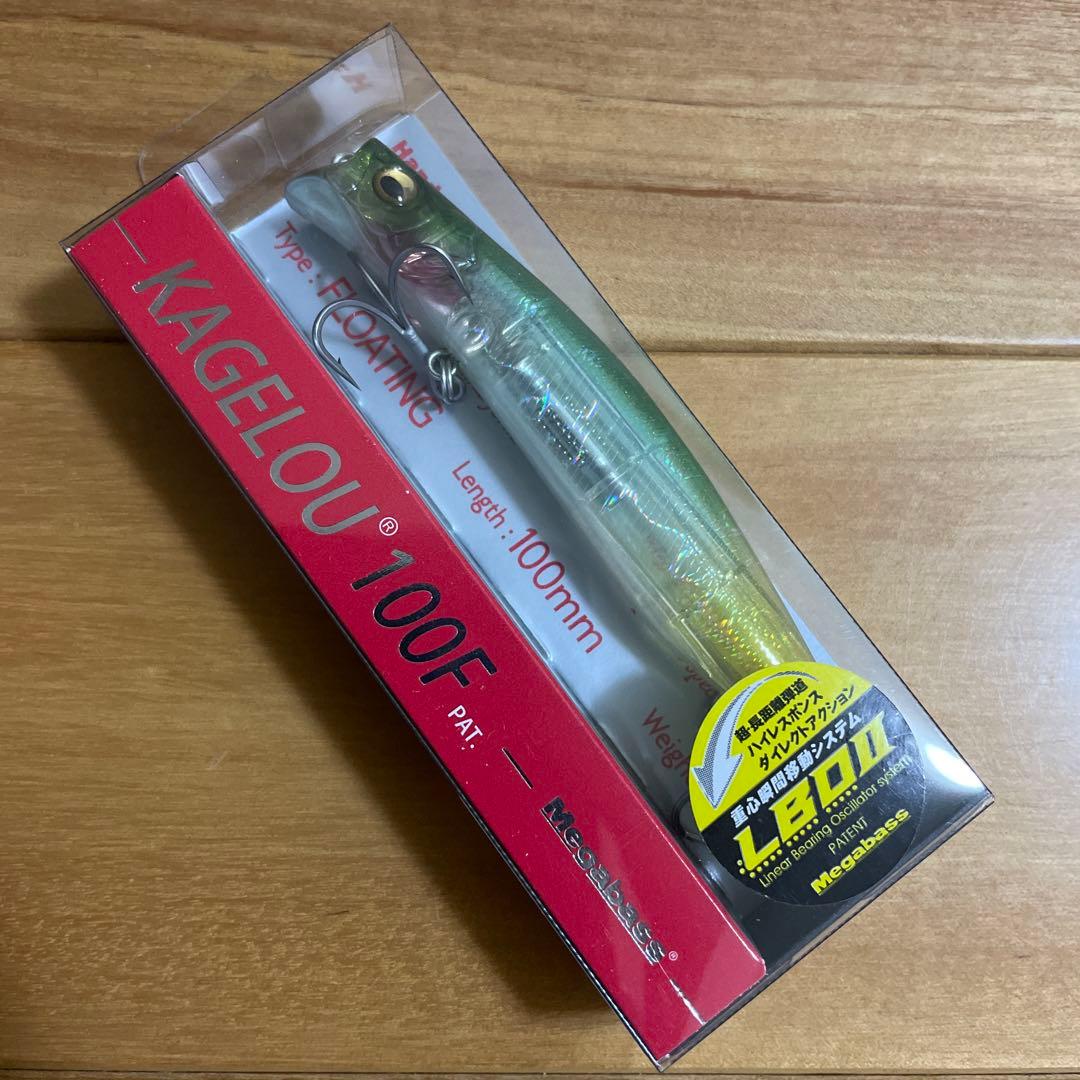 KAGELOU® 100F PAT.
Megabass®
Type : FLOATING
Length : 100mm
Weigh
超・長距離弾道
ハイレスポンス
ダイレクトアクション
重心瞬間移動システム
LBOII
Linear Bearing Oscillator system
PATENT
Megabass